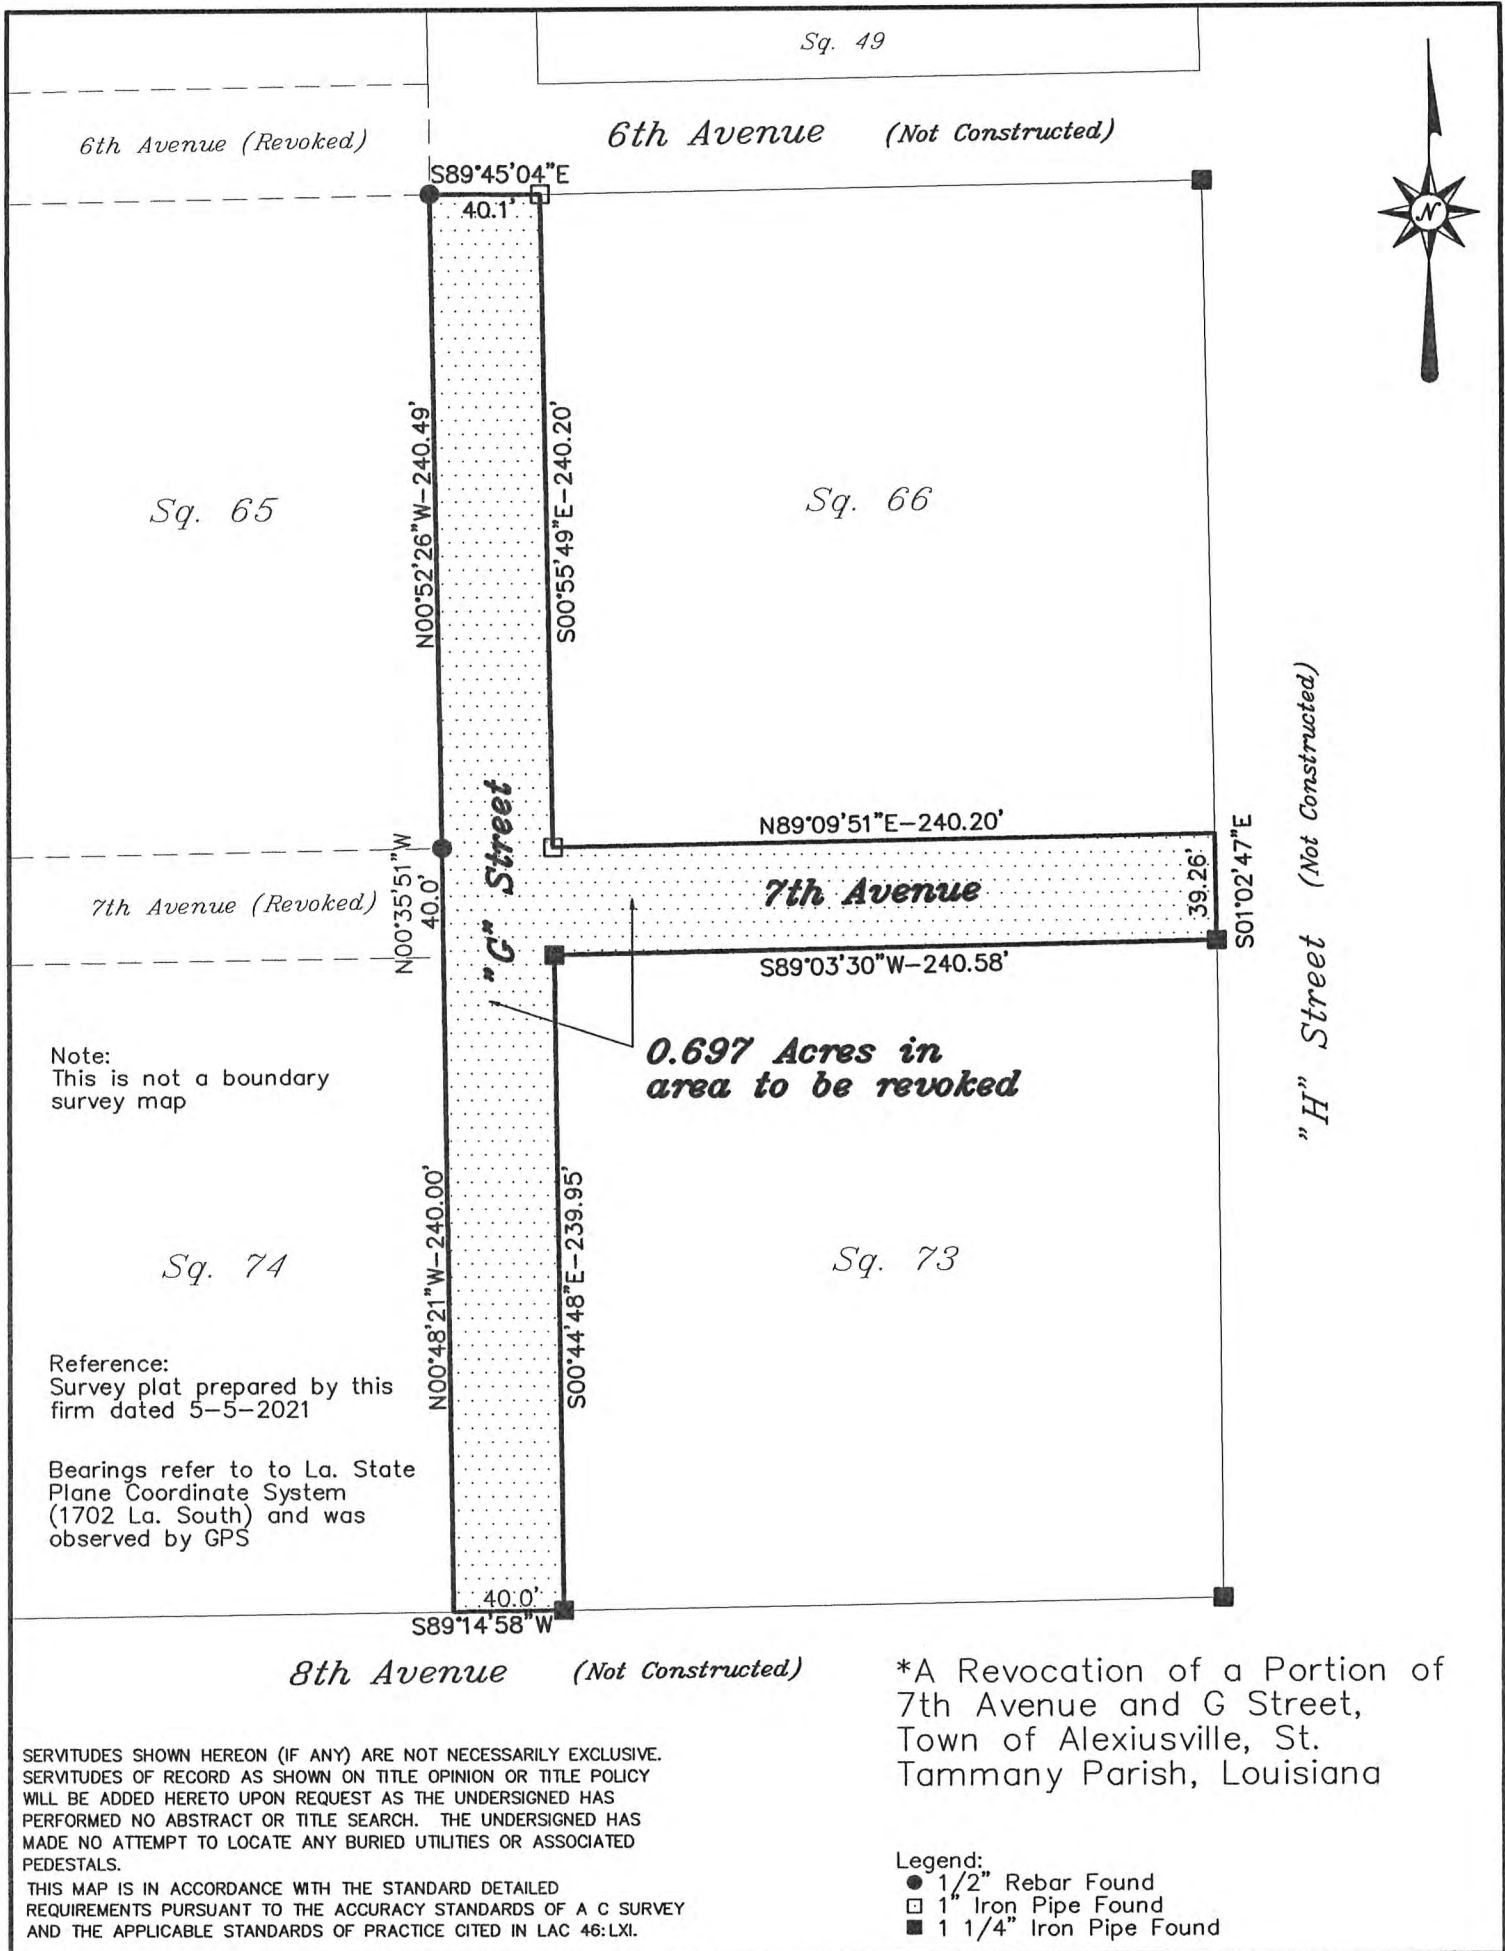 Sq. 49
6th Avenue (Revoked)
6th Avenue (Not Constructed)
S89°45'04"E
40.1'
N
N00°52'26"W-240.49'
S00°55'49"E-240.20'
Sq. 65
Sq. 66
"G" Street
N89°09'51"E-240.20'
7th Avenue (Revoked)
N00°35'51"W
40.0'
7th Avenue
39.26'
S01°02'47"E
"H" Street (Not Constructed)
S89°03'30"W-240.58'
0.697 Acres in
area to be revoked
Note:
This is not a boundary
survey map
N00°48'21"W-240.00'
S00°44'48"E-239.95'
Sq. 74
Sq. 73
Reference:
Survey plat prepared by this
firm dated 5-5-2021
Bearings refer to to La. State
Plane Coordinate System
(1702 La. South) and was
observed by GPS
40.0'
S89°14'58"W
8th Avenue (Not Constructed)
*A Revocation of a Portion of
7th Avenue and G Street,
Town of Alexiusville, St.
Tammany Parish, Louisiana
SERVITUDES SHOWN HEREON (IF ANY) ARE NOT NECESSARILY EXCLUSIVE.
SERVITUDES OF RECORD AS SHOWN ON TITLE OPINION OR TITLE POLICY
WILL BE ADDED HERETO UPON REQUEST AS THE UNDERSIGNED HAS
PERFORMED NO ABSTRACT OR TITLE SEARCH. THE UNDERSIGNED HAS
MADE NO ATTEMPT TO LOCATE ANY BURIED UTILITIES OR ASSOCIATED
PEDESTALS.
THIS MAP IS IN ACCORDANCE WITH THE STANDARD DETAILED
REQUIREMENTS PURSUANT TO THE ACCURACY STANDARDS OF A C SURVEY
AND THE APPLICABLE STANDARDS OF PRACTICE CITED IN LAC 46:LXI.
Legend:
1/2" Rebar Found
1" Iron Pipe Found
1 1/4" Iron Pipe Found